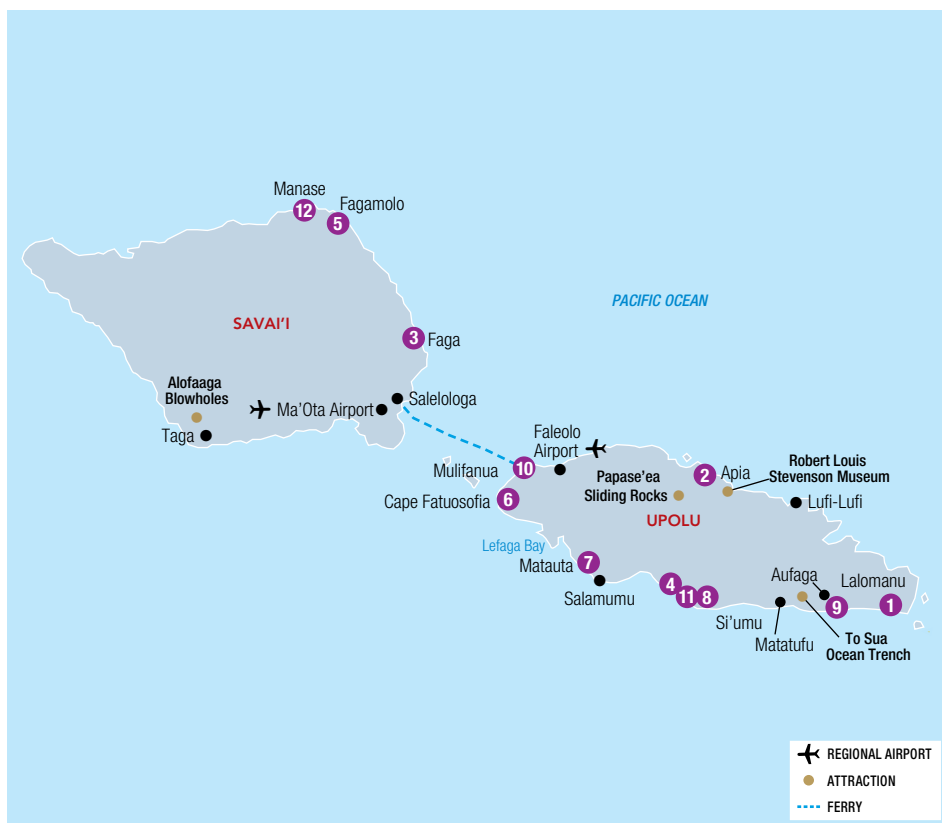 Manase
12
Fagamolo
5
PACIFIC OCEAN
SAVAI'I
3
Faga
Alofaaga
Blowholes
Salelologa
Ma'Ota Airport
Taga
Faleolo
Airport
Mulifanua
10
2
Apia
Robert Louis
Stevenson Museum
Papase'ea
Sliding Rocks
Cape Fatuosofia
6
Lufi-Lufi
UPOLU
Lefaga Bay
Matauta
7
Salamumu
4
11
8
Aufaga
Lalomanu
9
1
Si'umu
Matatufu
To Sua
Ocean Trench
REGIONAL AIRPORT
ATTRACTION
FERRY